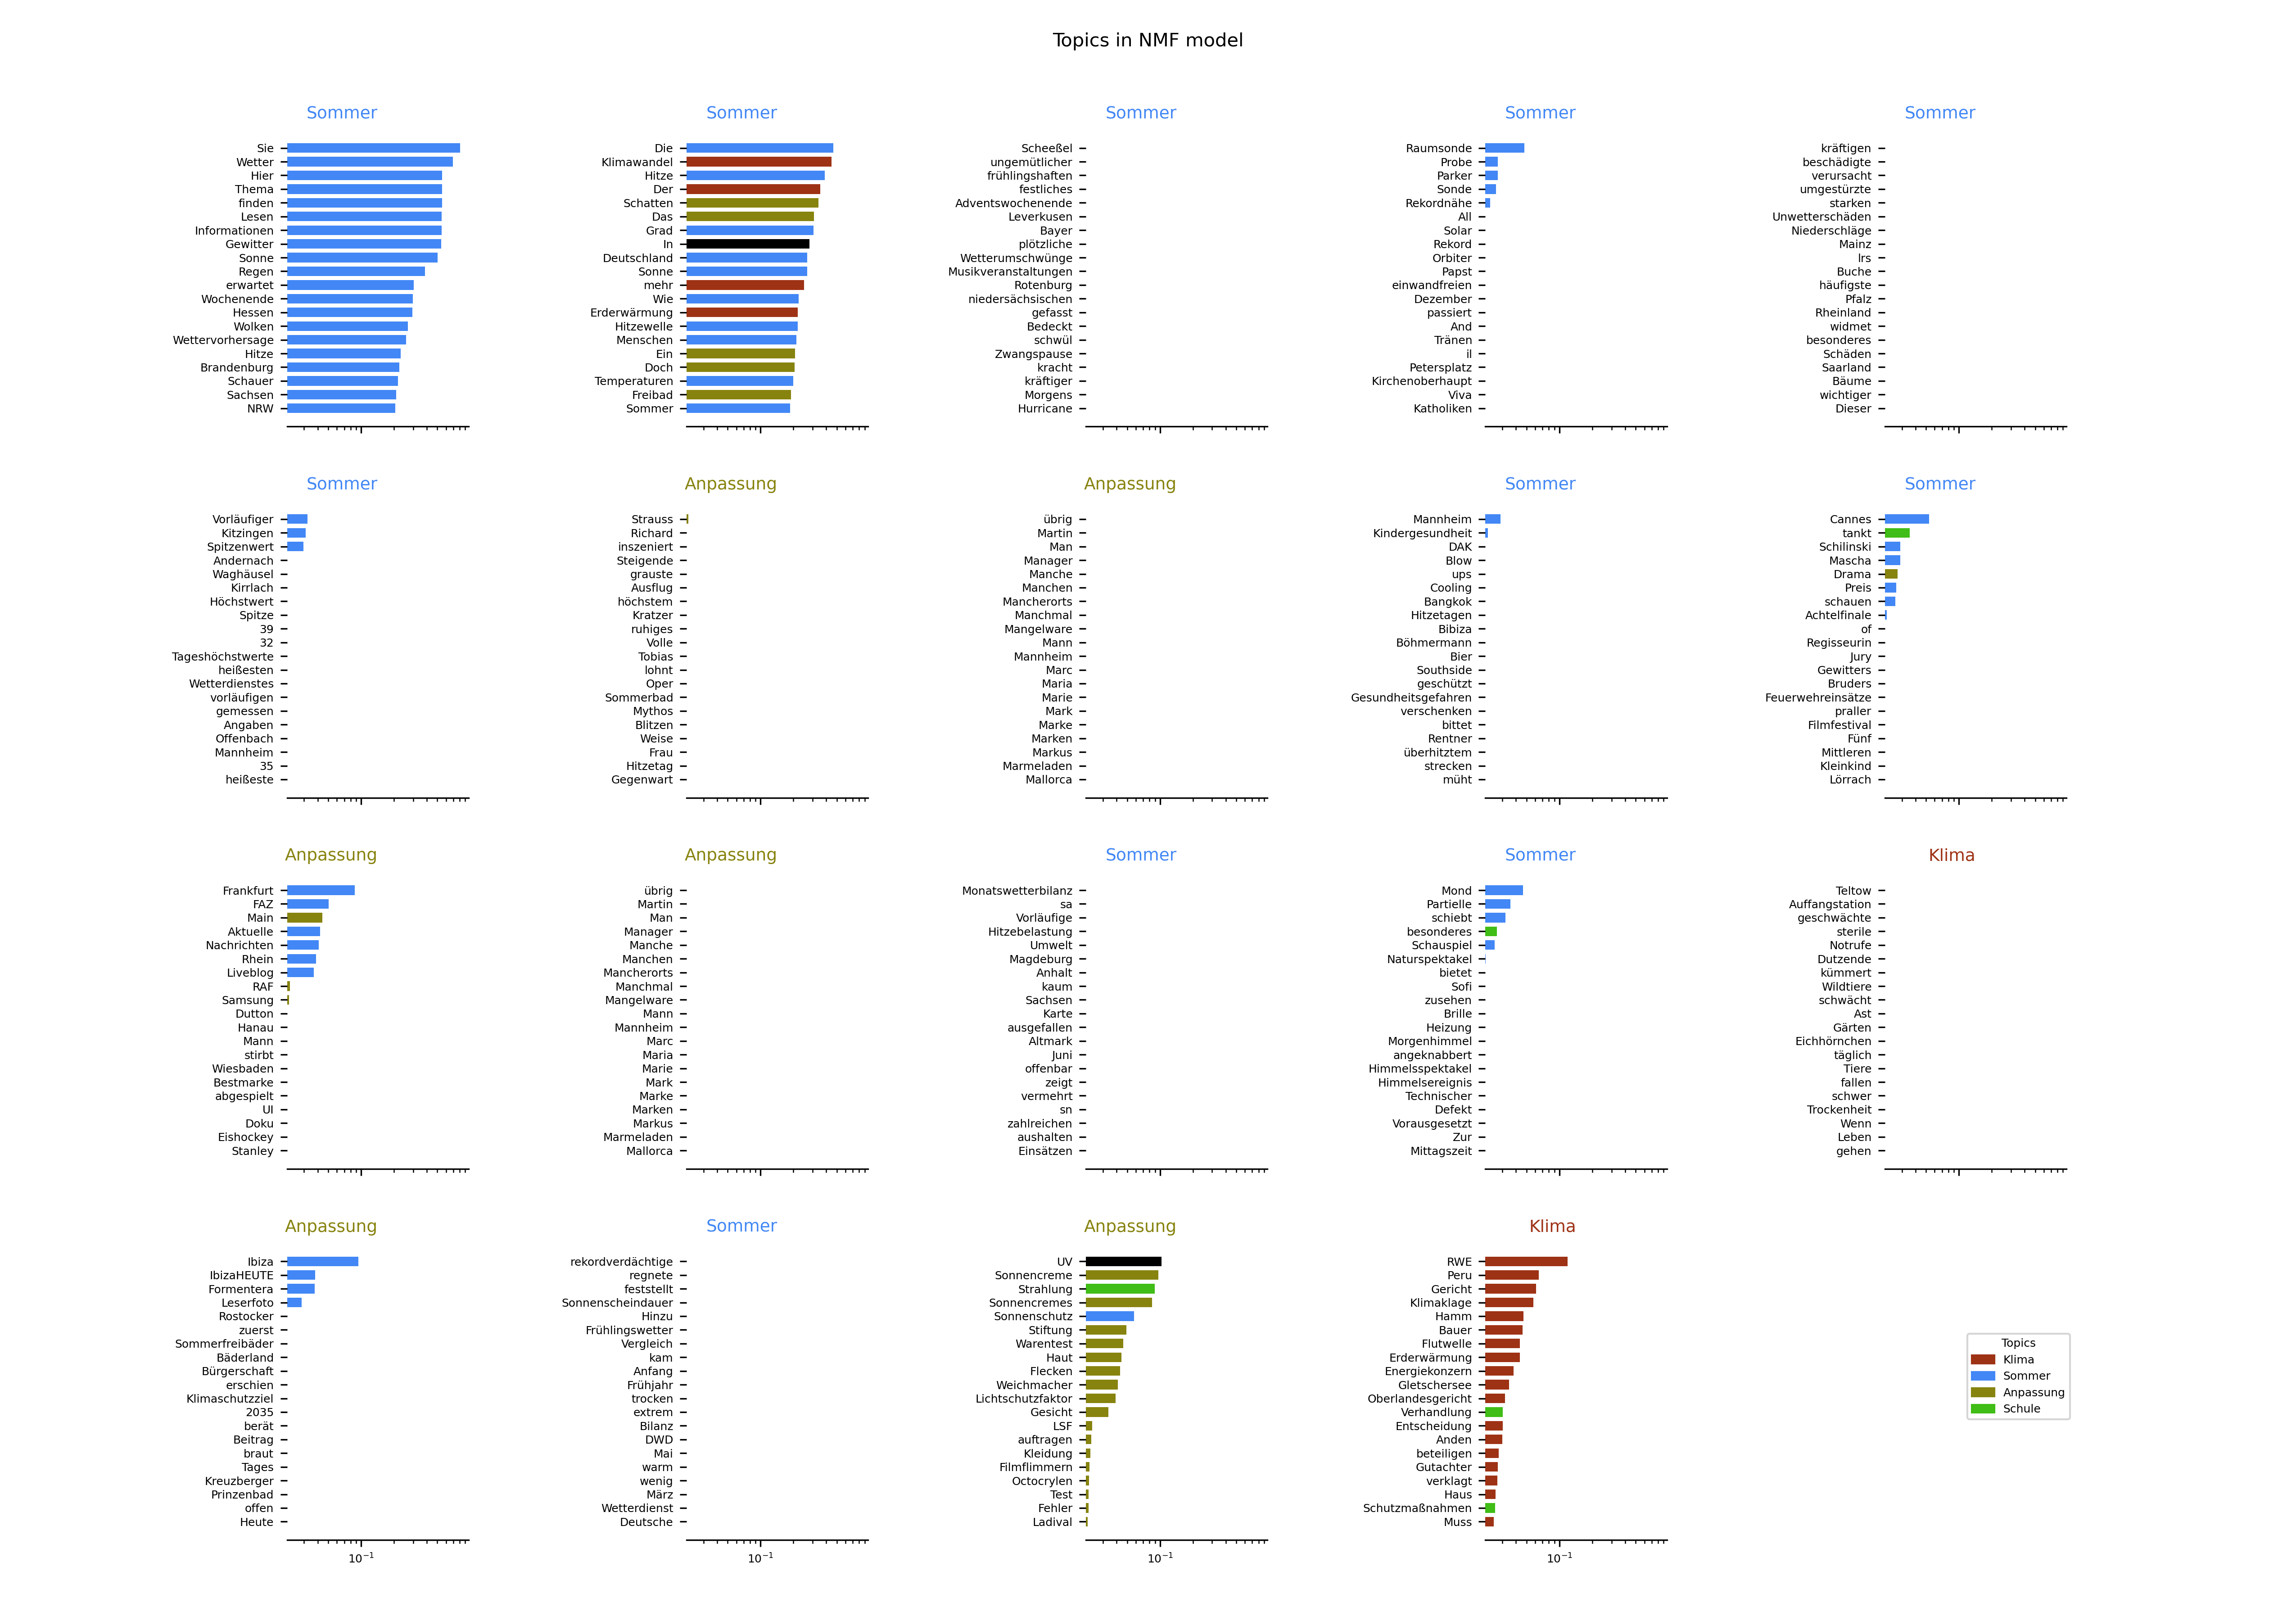 Topics in NMF model
Sommer
Sie
Wetter
Hier
Thema
finden
Lesen
Informationen
Gewitter
Sonne
Regen
erwartet
Wochenende
Hessen
Wolken
Wettervorhersage
Hitze
Brandenburg
Schauer
Sachsen
NRW
Sommer
Die
Klimawandel
Hitze
Der
Schatten
Das
Grad
In
Deutschland
Sonne
mehr
Wie
Erderwärmung
Hitzewelle
Menschen
Ein
Doch
Temperaturen
Freibad
Sommer
Sommer
Scheeßel
ungemütlicher
frühlingshaften
festliches
Adventswochenende
Leverkusen
Bayer
plötzliche
Wetterumschwünge
Musikveranstaltungen
Rotenburg
niedersächsischen
gefasst
Bedeckt
schwül
Zwangspause
kracht
kräftiger
Morgens
Hurricane
Sommer
Raumsonde
Probe
Parker
Sonde
Rekordnähe
All
Solar
Rekord
Orbiter
Papst
einwandfreien
Dezember
passiert
And
Tränen
il
Petersplatz
Kirchenoberhaupt
Viva
Katholiken
Sommer
kräftigen
beschädigte
verursacht
umgestürzte
starken
Unwetterschäden
Niederschläge
Mainz
lrs
Buche
häufigste
Pfalz
Rheinland
widmet
besonderes
Schäden
Saarland
Bäume
wichtiger
Dieser
Sommer
Vorläufiger
Kitzingen
Spitzenwert
Andernach
Waghäusel
Kirrlach
Höchstwert
Spitze
39
32
Tageshöchstwerte
heißesten
Wetterdienstes
vorläufigen
gemessen
Angaben
Offenbach
Mannheim
35
heißeste
Anpassung
Strauss
Richard
inszeniert
Steigende
grauste
Ausflug
höchstem
Kratzer
ruhiges
Volle
Tobias
lohnt
Oper
Sommerbad
Mythos
Blitzen
Weise
Frau
Hitzetag
Gegenwart
Anpassung
übrig
Martin
Man
Manager
Manche
Manchen
Mancherorts
Manchmal
Mangelware
Mann
Mannheim
Marc
Maria
Marie
Mark
Marke
Marken
Markus
Marmeladen
Mallorca
Sommer
Mannheim
Kindergesundheit
DAK
Blow
ups
Cooling
Bangkok
Hitzetagen
Bibiza
Böhmermann
Bier
Southside
geschützt
Gesundheitsgefahren
verschenken
bittet
Rentner
überhitztem
strecken
müht
Sommer
Cannes
tankt
Schilinski
Mascha
Drama
Preis
schauen
Achtelfinale
of
Regisseurin
Jury
Gewitters
Bruders
Feuerwehreinsätze
praller
Filmfestival
Fünf
Mittleren
Kleinkind
Lörrach
Anpassung
Frankfurt
FAZ
Main
Aktuelle
Nachrichten
Rhein
Liveblog
RAF
Samsung
Dutton
Hanau
Mann
stirbt
Wiesbaden
Bestmarke
abgespielt
UI
Doku
Eishockey
Stanley
Anpassung
übrig
Martin
Man
Manager
Manche
Manchen
Mancherorts
Manchmal
Mangelware
Mann
Mannheim
Marc
Maria
Marie
Mark
Marke
Marken
Markus
Marmeladen
Mallorca
Sommer
Monatswetterbilanz
sa
Vorläufige
Hitzebelastung
Umwelt
Magdeburg
Anhalt
kaum
Sachsen
Karte
ausgefallen
Altmark
Juni
offenbar
zeigt
vermehrt
sn
zahlreichen
aushalten
Einsätzen
Sommer
Mond
Partielle
schiebt
besonderes
Schauspiel
Naturspektakel
bietet
Sofi
zusehen
Brille
Heizung
Morgenhimmel
angeknabbert
Himmelsspektakel
Himmelsereignis
Technischer
Defekt
Vorausgesetzt
Zur
Mittagszeit
Klima
Teltow
Auffangstation
geschwächte
sterile
Notrufe
Dutzende
kümmert
Wildtiere
schwächt
Ast
Gärten
Eichhörnchen
täglich
Tiere
fallen
schwer
Trockenheit
Wenn
Leben
gehen
Anpassung
Ibiza
IbizaHEUTE
Formentera
Leserfoto
Rostocker
zuerst
Sommerfreibäder
Bäderland
Bürgerschaft
erschien
Klimaschutzziel
2035
berät
Beitrag
braut
Tages
Kreuzberger
Prinzenbad
offen
Heute
10⁻¹
Sommer
rekordverdächtige
regnete
feststellt
Sonnenscheindauer
Hinzu
Frühlingswetter
Vergleich
kam
Anfang
Frühjahr
trocken
extrem
Bilanz
DWD
Mai
warm
wenig
März
Wetterdienst
Deutsche
10⁻¹
Anpassung
UV
Sonnencreme
Strahlung
Sonnencremes
Sonnenschutz
Stiftung
Warentest
Haut
Flecken
Weichmacher
Lichtschutzfaktor
Gesicht
LSF
auftragen
Kleidung
Filmflimmern
Octocrylen
Test
Fehler
Ladival
10⁻¹
Klima
RWE
Peru
Gericht
Klimaklage
Hamm
Bauer
Flutwelle
Erderwärmung
Energiekonzern
Gletschersee
Oberlandesgericht
Verhandlung
Entscheidung
Anden
beteiligen
Gutachter
verklagt
Haus
Schutzmaßnahmen
Muss
10⁻¹
Topics
Klima
Sommer
Anpassung
Schule